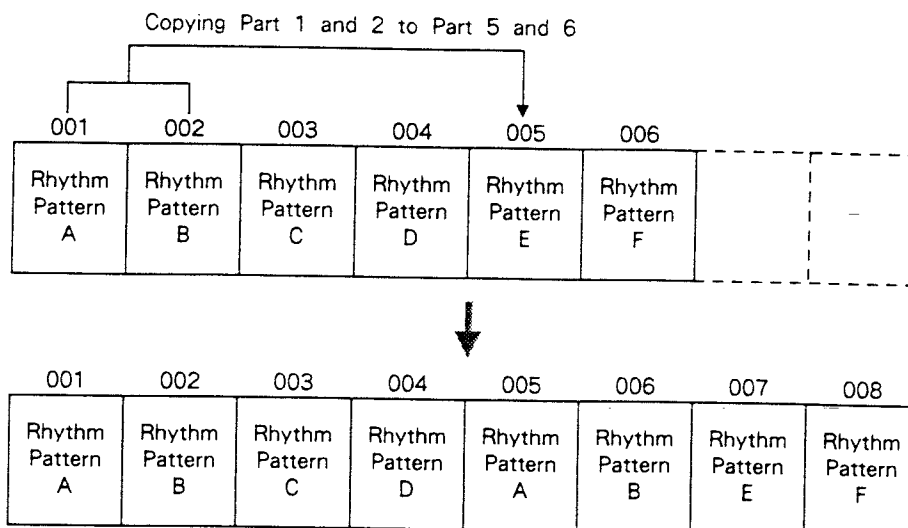 Copying Part 1 and 2 to Part 5 and 6
001 002 003 004 005 006
Rhythm Rhythm Rhythm Rhythm Rhythm Rhythm
Pattern Pattern Pattern Pattern Pattern Pattern
A B C D E F
001 002 003 004 005 006 007 008
Rhythm Rhythm Rhythm Rhythm Rhythm Rhythm Rhythm Rhythm
Pattern Pattern Pattern Pattern Pattern Pattern Pattern Pattern
A B C D A B E F